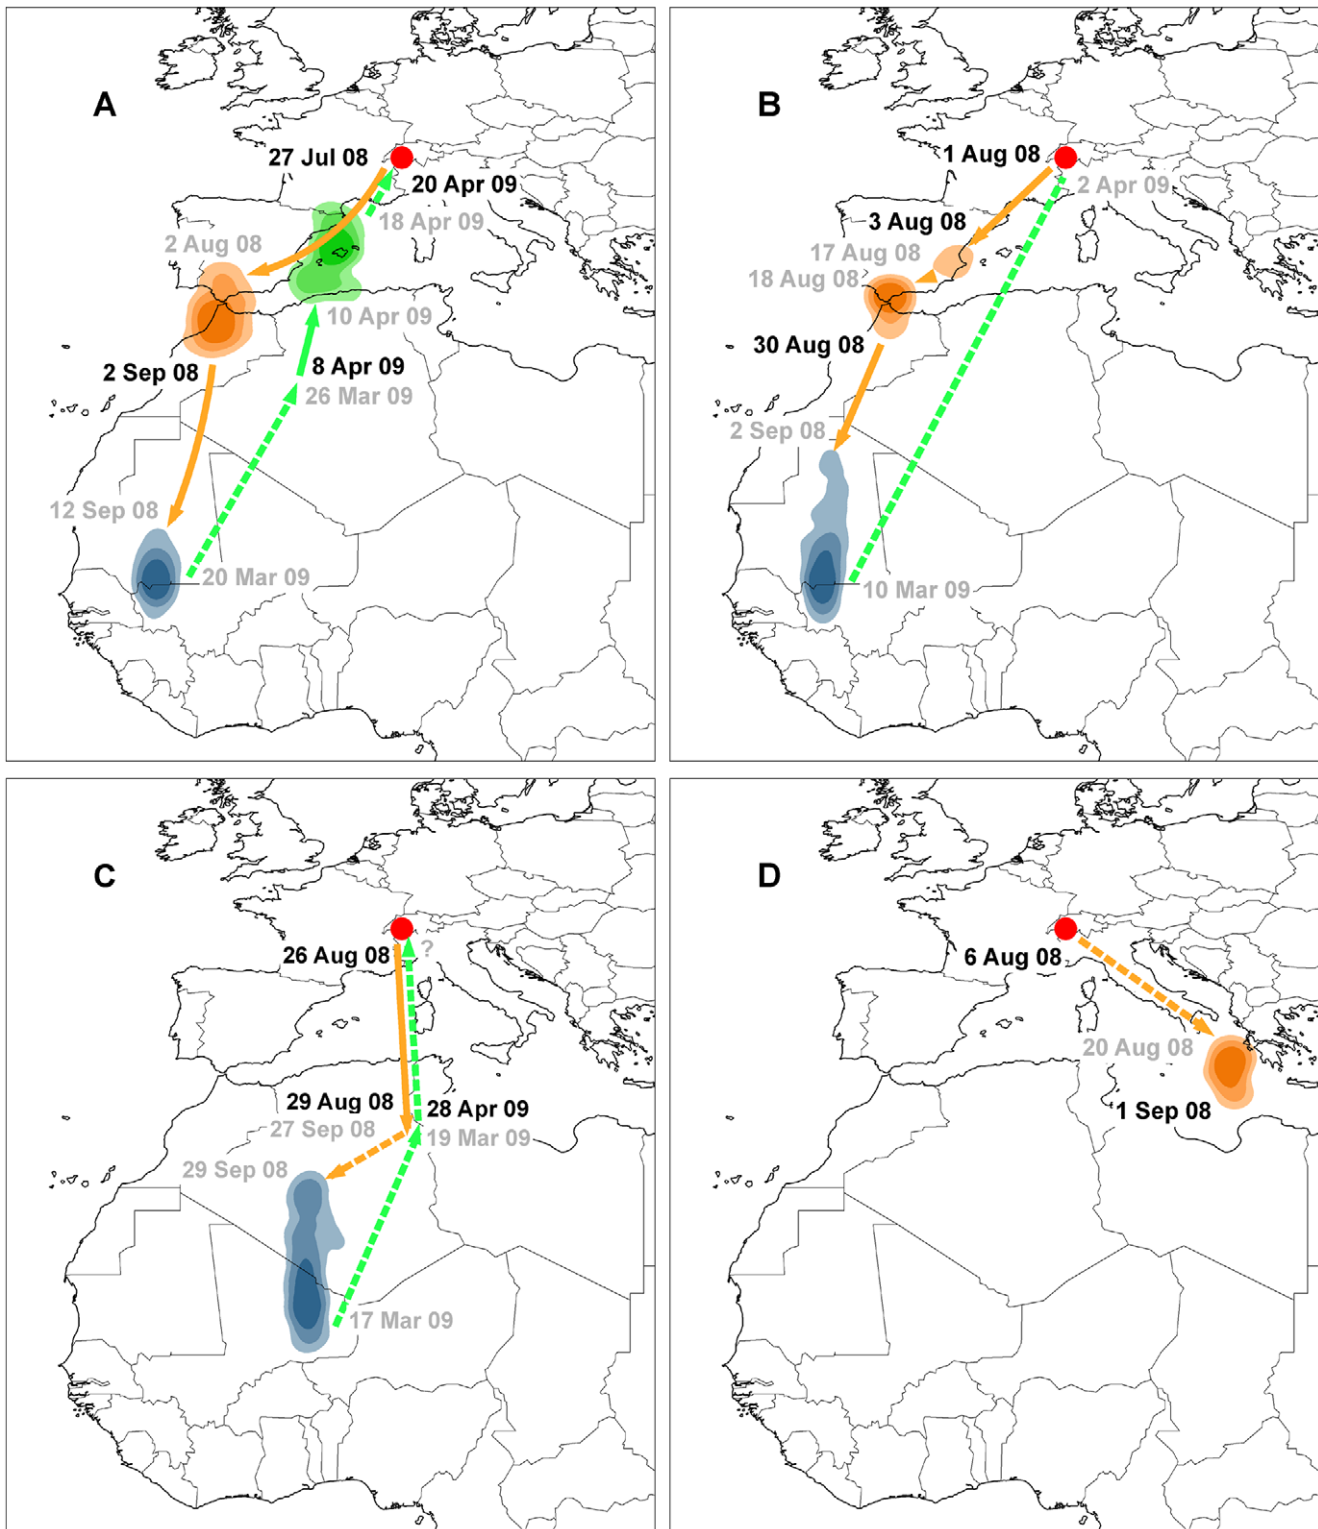 A
27 Jul 08
20 Apr 09
18 Apr 09
2 Aug 08
10 Apr 09
8 Apr 09
2 Sep 08
26 Mar 09
12 Sep 08
20 Mar 09
B
1 Aug 08
2 Apr 09
3 Aug 08
17 Aug 08
18 Aug 08
30 Aug 08
2 Sep 08
10 Mar 09
C
26 Aug 08
?
29 Aug 08
28 Apr 09
27 Sep 08
19 Mar 09
29 Sep 08
17 Mar 09
D
6 Aug 08
20 Aug 08
1 Sep 08